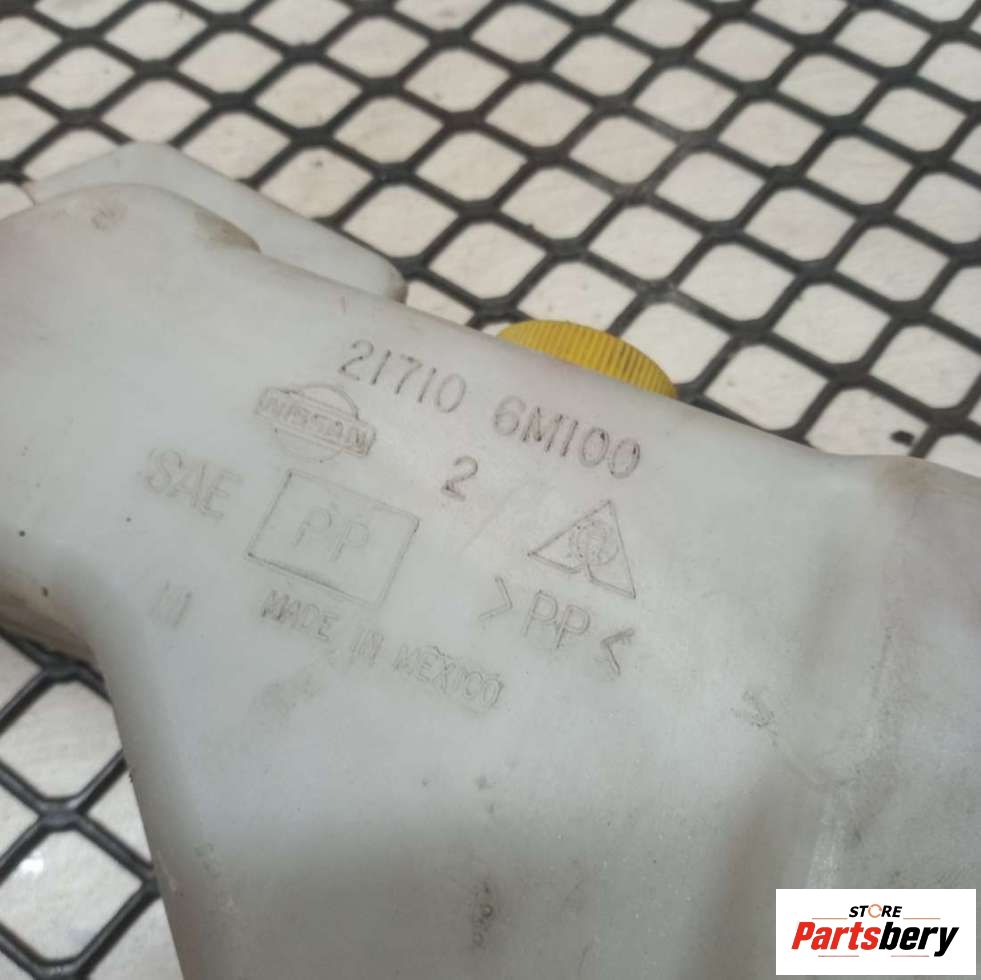 21710 6M100
NISSAN
2
SAE
PP
>PP<
MADE IN MEXICO
STORE
Partsbery